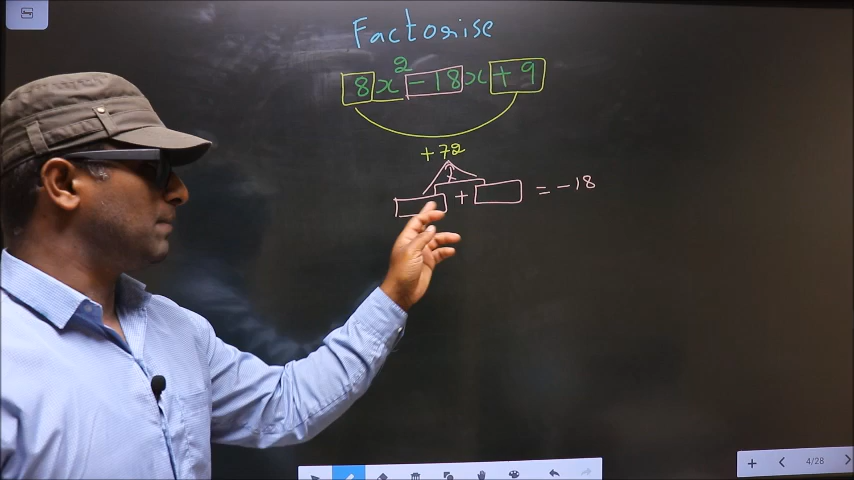 Factorise
8x² - 18x + 9
+72
x
+ = -18
4/28